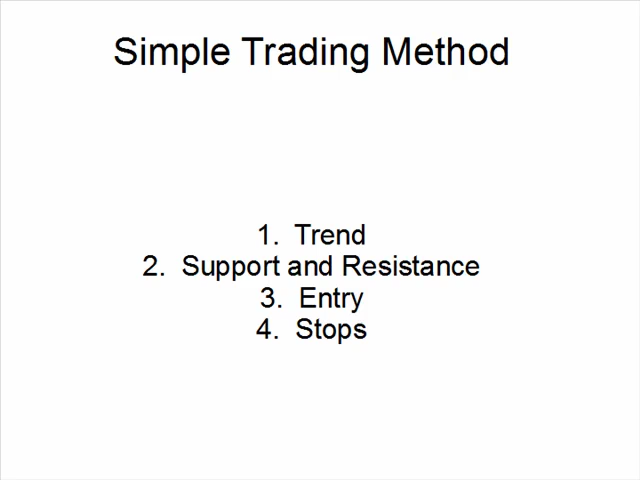 Simple Trading Method
1. Trend
2. Support and Resistance
3. Entry
4. Stops